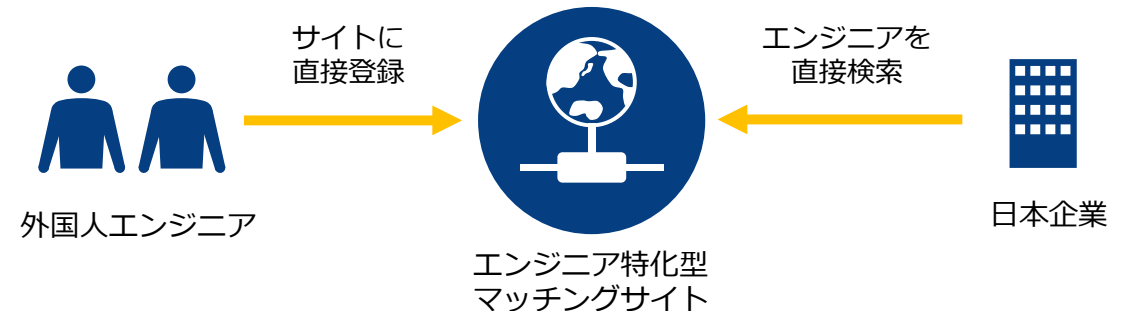 サイトに
直接登録
エンジニアを
直接検索
外国人エンジニア
日本企業
エンジニア特化型
マッチングサイト